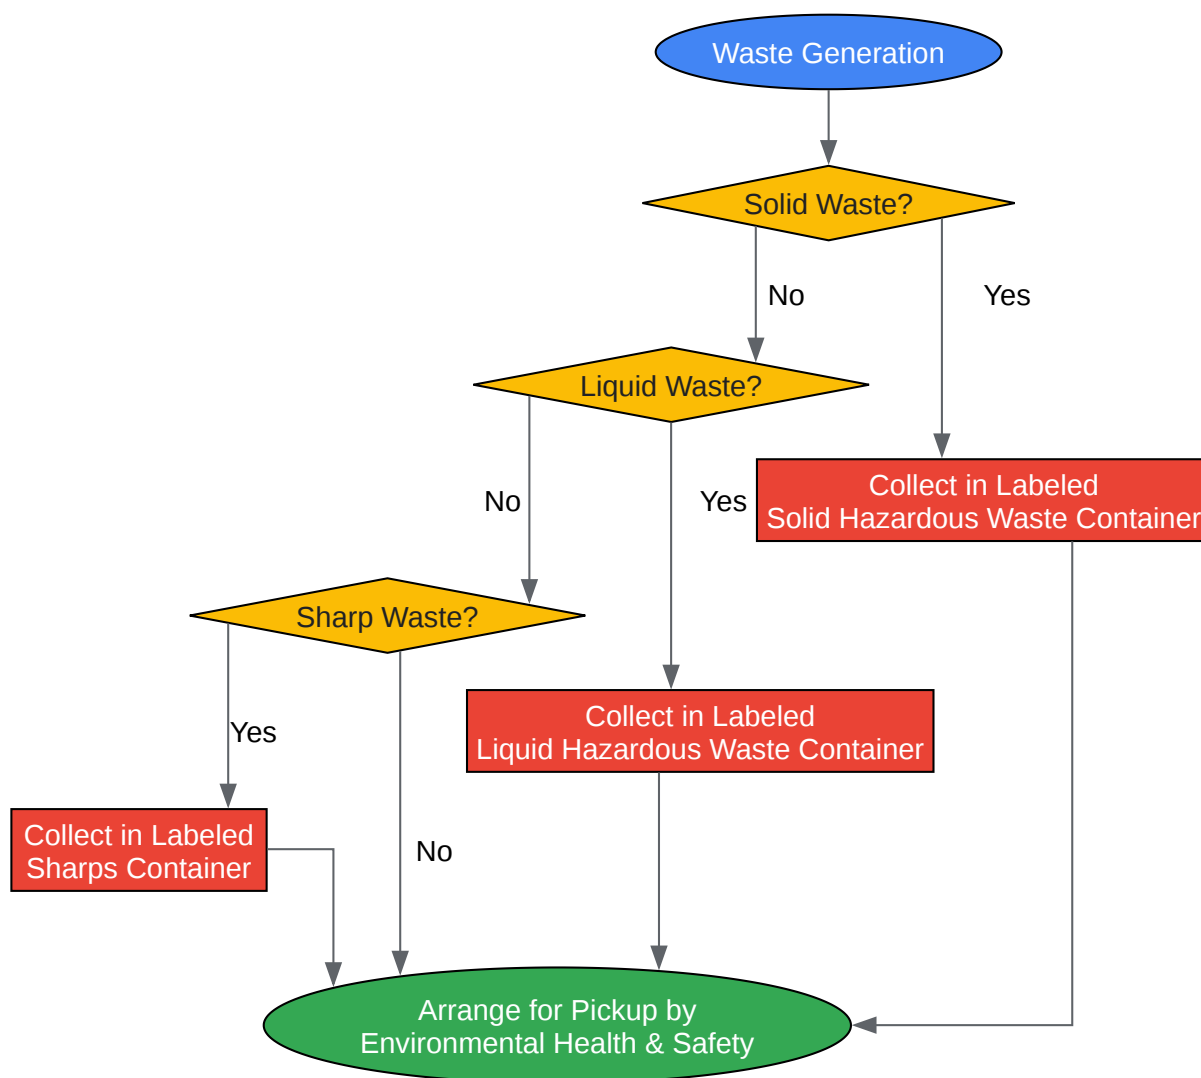 Waste Generation
Solid Waste?
No
Yes
Liquid Waste?
No
Yes
Collect in Labeled
Solid Hazardous Waste Container
Sharp Waste?
Yes
No
Collect in Labeled
Liquid Hazardous Waste Container
Collect in Labeled
Sharps Container
Arrange for Pickup by
Environmental Health & Safety